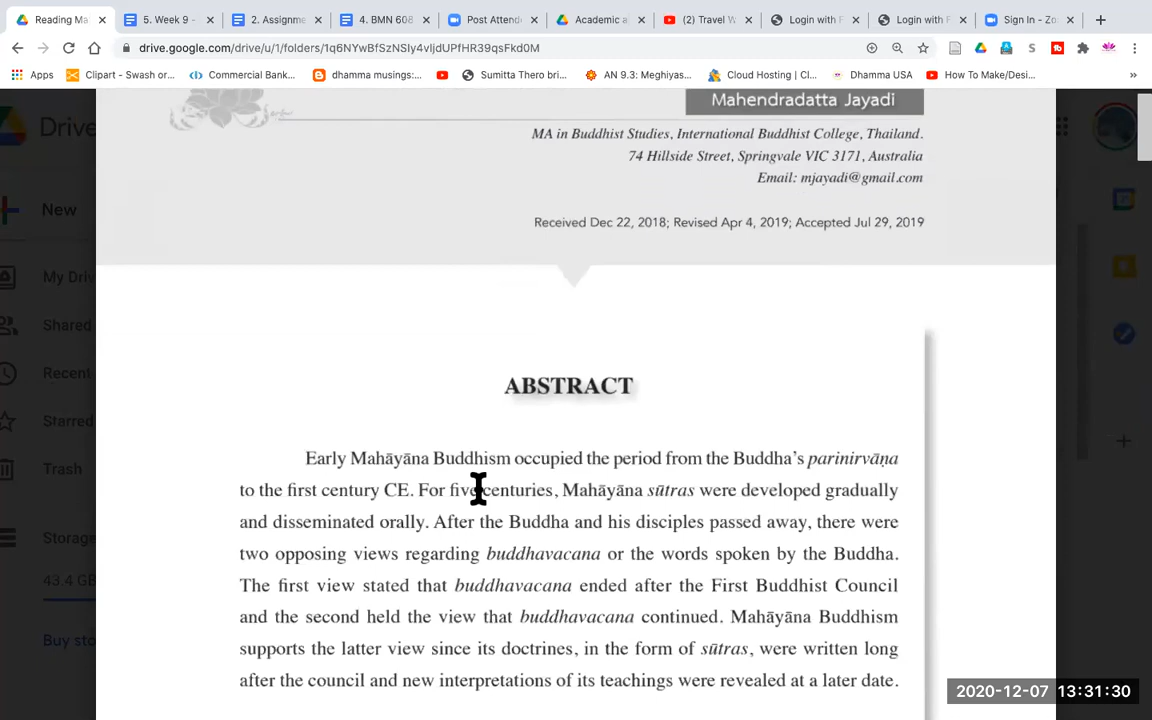 Reading Ma
5. Week 9 -
2. Assignme
4. BMN 608
Post Attend
Academic a
(2) Travel W
Login with F
Login with F
Sign In - Zo
drive.google.com/drive/u/1/folders/1q6NYwBfSzNSIy4vIjdUPfHR39qsFkd0M
Apps
Clipart - Swash or...
Commercial Bank...
dhamma musings:...
Sumitta Thero bri...
AN 9.3: Meghiyas...
Cloud Hosting | Cl...
Dhamma USA
How To Make/Desi...
»
Drive
New
My Driv
Shared
Recent
Starred
Trash
Storag
43.4 GB
Buy sto
Mahendradatta Jayadi
MA in Buddhist Studies, International Buddhist College, Thailand.
74 Hillside Street, Springvale VIC 3171, Australia
Email: mjayadi@gmail.com
Received Dec 22, 2018; Revised Apr 4, 2019; Accepted Jul 29, 2019
ABSTRACT
Early Mahāyāna Buddhism occupied the period from the Buddha's parinirvāṇa
to the first century CE. For five centuries, Mahāyāna sūtras were developed gradually
and disseminated orally. After the Buddha and his disciples passed away, there were
two opposing views regarding buddhavacana or the words spoken by the Buddha.
The first view stated that buddhavacana ended after the First Buddhist Council
and the second held the view that buddhavacana continued. Mahāyāna Buddhism
supports the latter view since its doctrines, in the form of sūtras, were written long
after the council and new interpretations of its teachings were revealed at a later date.
2020-12-07 13:31:30